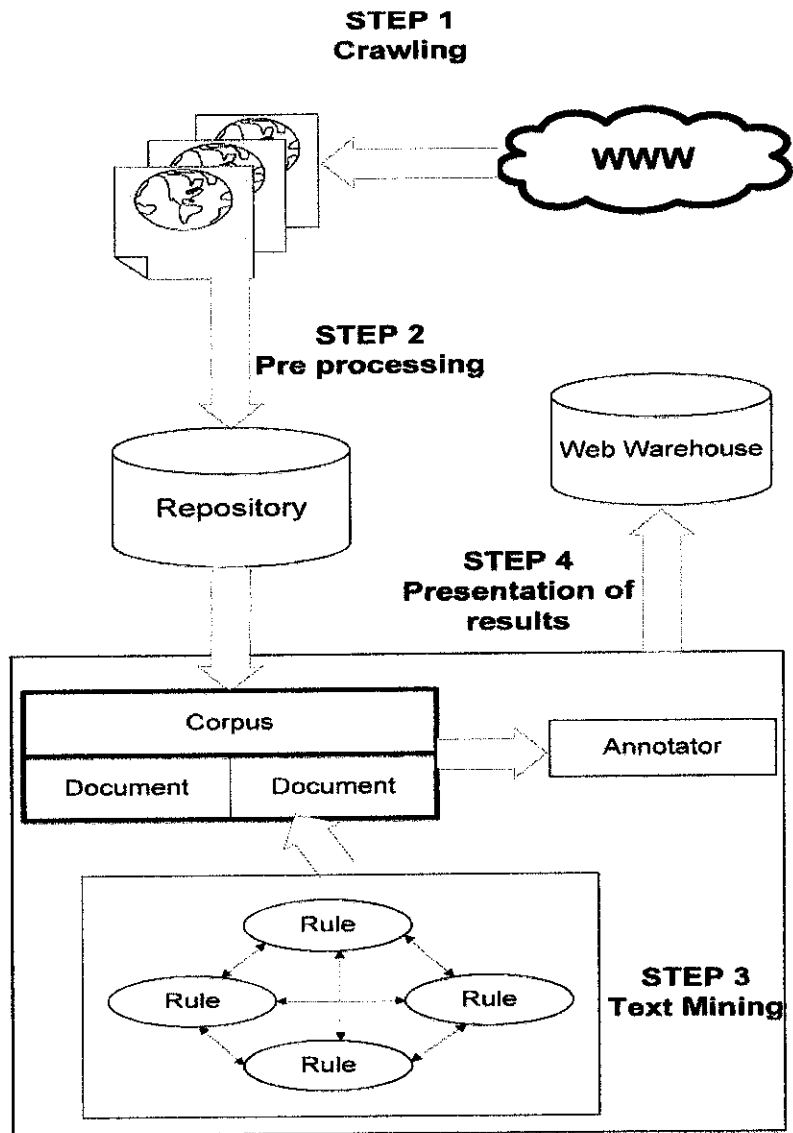 STEP 1
Crawling
WWW
STEP 2
Pre processing
Web Warehouse
Repository
STEP 4
Presentation of
results
Corpus
Document
Document
Annotator
Rule
Rule
Rule
Rule
STEP 3
Text Mining